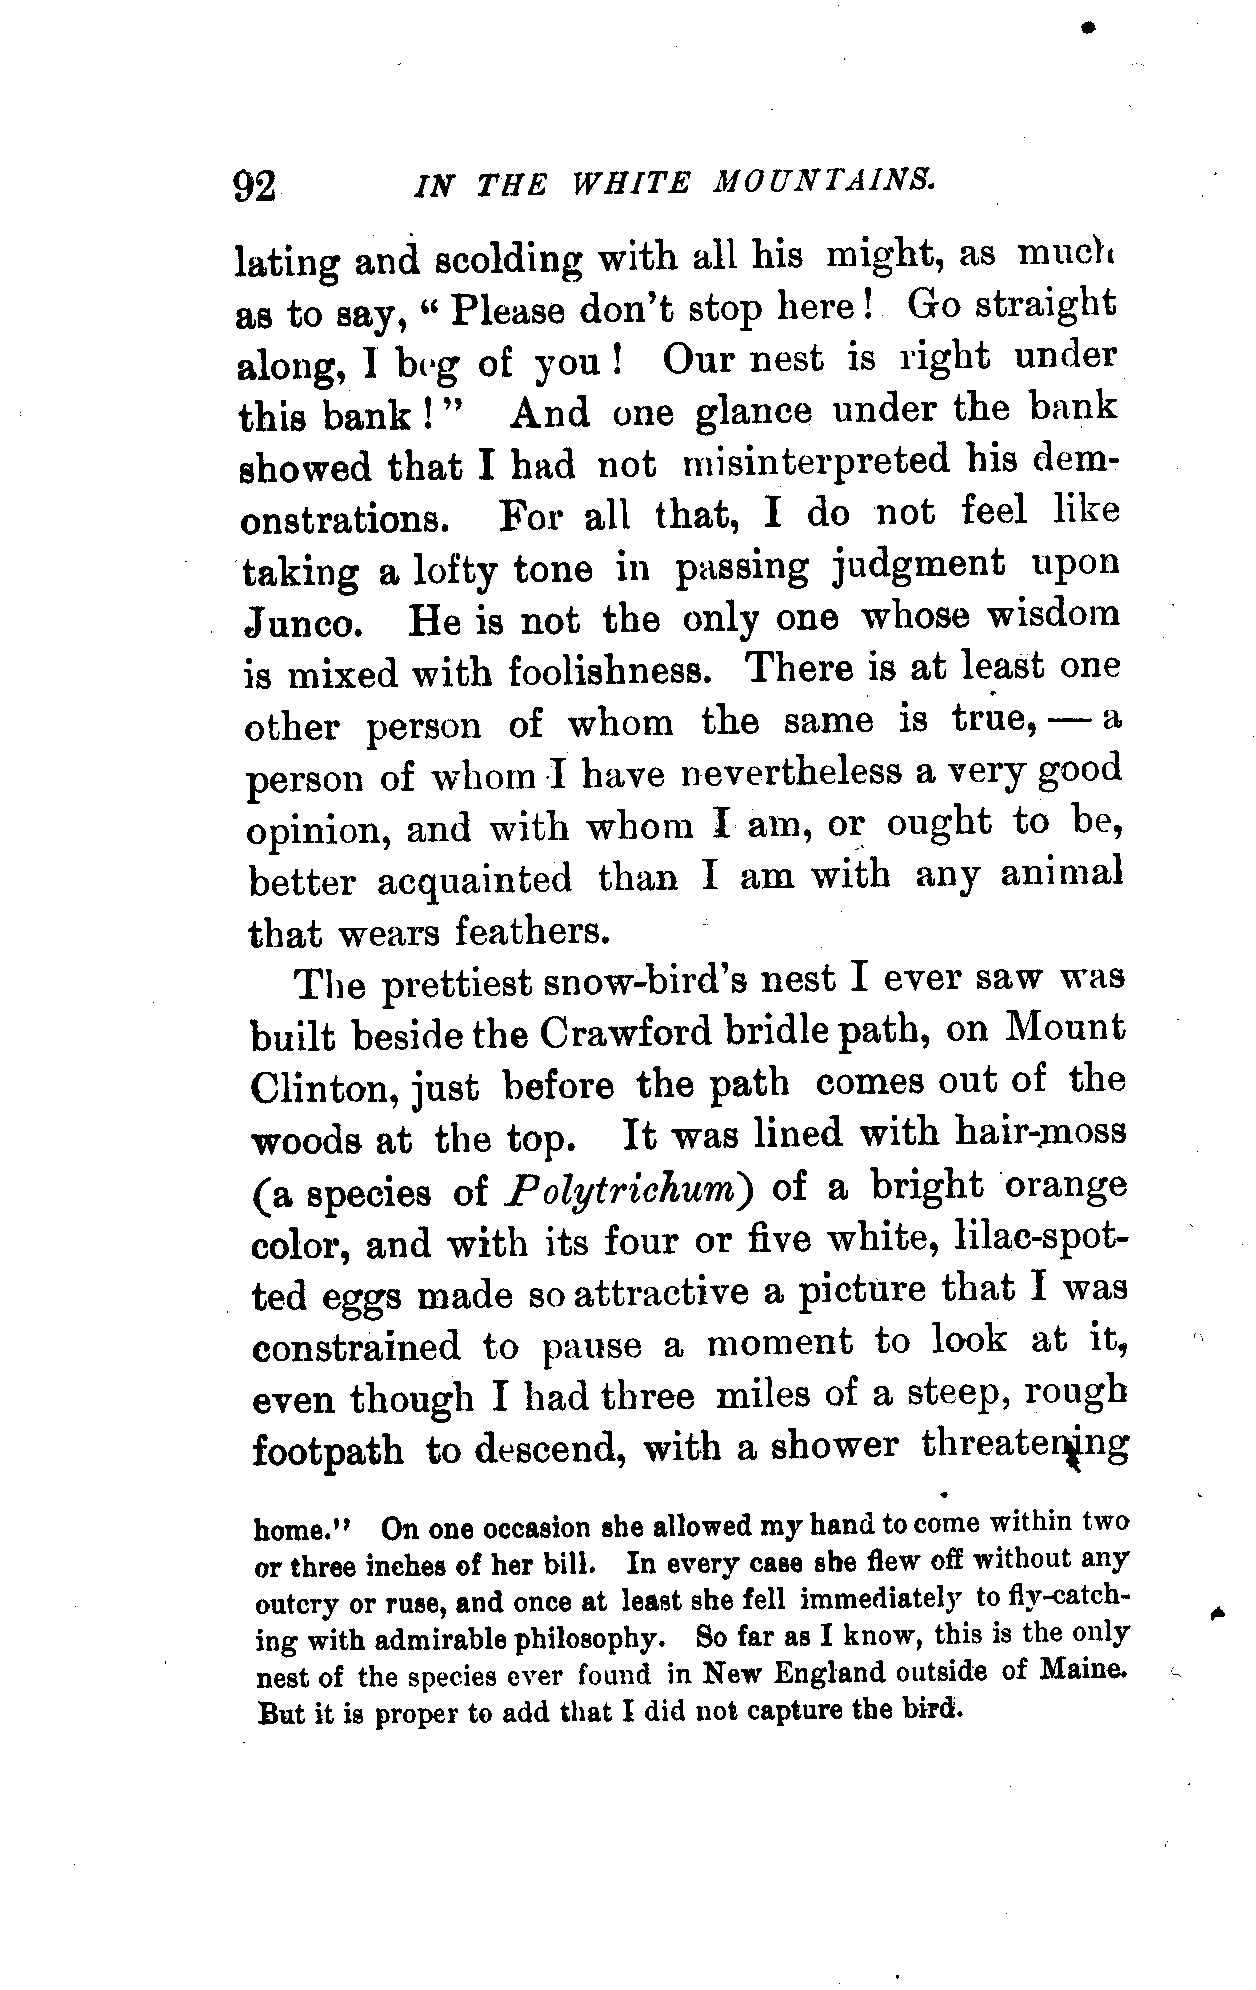 92 IN THE WHITE MOUNTAINS.
lating and scolding with all his might, as much
as to say, “ Please don't stop here ! Go straight
along, I beg of you ! Our nest is right under
this bank ! ” And one glance under the bank
showed that I had not misinterpreted his dem-
onstrations. For all that, I do not feel like
taking a lofty tone in passing judgment upon
Junco. He is not the only one whose wisdom
is mixed with foolishness. There is at least one
other person of whom the same is true, — a
person of whom I have nevertheless a very good
opinion, and with whom I am, or ought to be,
better acquainted than I am with any animal
that wears feathers.
The prettiest snow-bird's nest I ever saw was
built beside the Crawford bridle path, on Mount
Clinton, just before the path comes out of the
woods at the top. It was lined with hair-moss
(a species of Polytrichum) of a bright orange
color, and with its four or five white, lilac-spot-
ted eggs made so attractive a picture that I was
constrained to pause a moment to look at it,
even though I had three miles of a steep, rough
footpath to descend, with a shower threatening
home.” On one occasion she allowed my hand to come within two
or three inches of her bill. In every case she flew off without any
outcry or ruse, and once at least she fell immediately to fly-catch-
ing with admirable philosophy. So far as I know, this is the only
nest of the species ever found in New England outside of Maine.
But it is proper to add that I did not capture the bird.